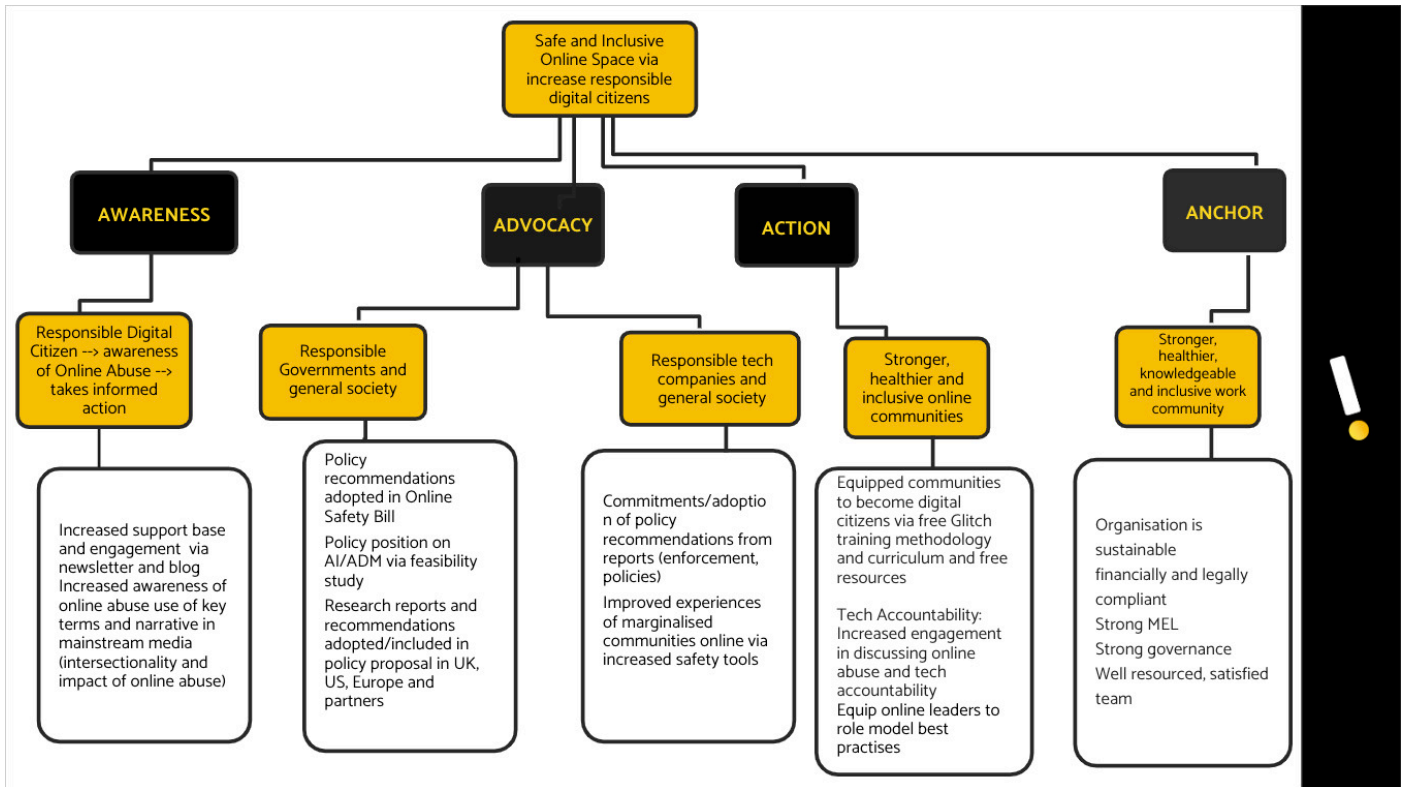 Safe and Inclusive
Online Space via
increase responsible
digital citizens
AWARENESS
ADVOCACY
ACTION
ANCHOR
Responsible Digital
Citizen --> awareness
of Online Abuse -->
takes informed
action
Responsible
Governments and
general society
Responsible tech
companies and
general society
Stronger,
healthier and
inclusive online
communities
Stronger,
healthier,
knowledgeable
and inclusive work
community
Increased support base
and engagement via
newsletter and blog
Increased awareness of
online abuse use of key
terms and narrative in
mainstream media
(intersectionality and
impact of online abuse)
Policy
recommendations
adopted in Online
Safety Bill
Policy position on
AI/ADM via feasibility
study
Research reports and
recommendations
adopted/included in
policy proposal in UK,
US, Europe and
partners
Commitments/adoptio
n of policy
recommendations from
reports (enforcement,
policies)
Improved experiences
of marginalised
communities online via
increased safety tools
Equipped communities
to become digital
citizens via free Glitch
training methodology
and curriculum and free
resources
Tech Accountability:
Increased engagement
in discussing online
abuse and tech
accountability
Equip online leaders to
role model best
practises
Organisation is
sustainable
financially and legally
compliant
Strong MEL
Strong governance
Well resourced, satisfied
team